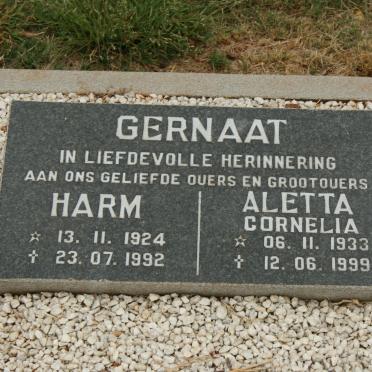 GERNAAT
IN LIEFDEVOLLE HERINNERING
AAN ONS GELIEFDE OUERS EN GROOTOUERS
HARM
☆ 13. 11. 1924
✝ 23. 07. 1992
ALETTA
CORNELIA
☆ 06. 11. 1933
✝ 12. 06. 1999